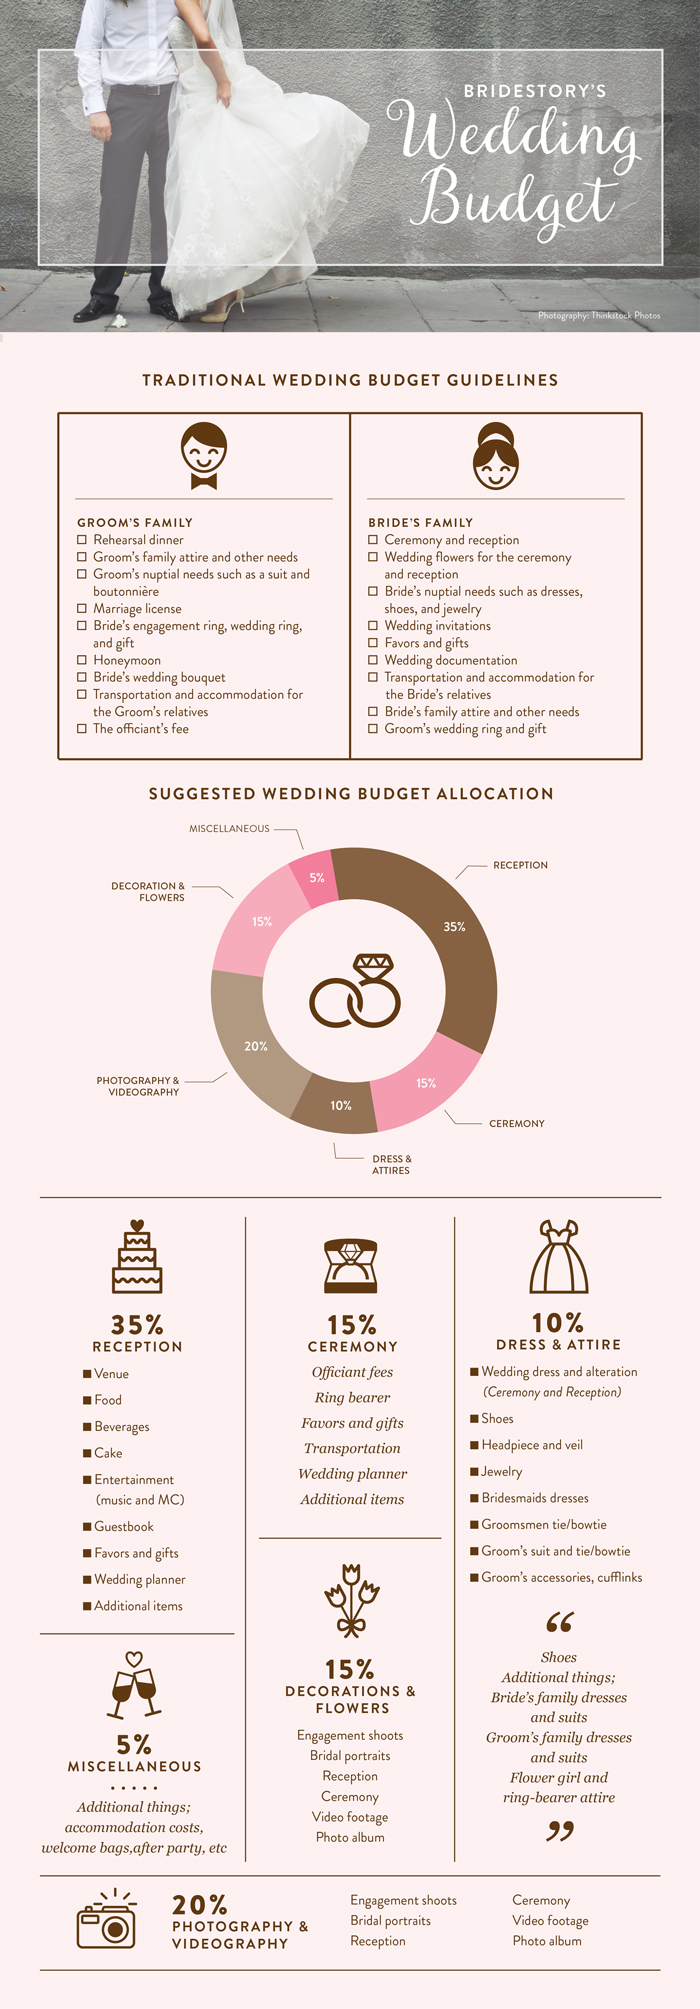 BRIDESTORY'S
Wedding
Budget
Photography: Thinkstock Photos
TRADITIONAL WEDDING BUDGET GUIDELINES
GROOM'S FAMILY
Rehearsal dinner
Groom's family attire and other needs
Groom's nuptial needs such as a suit and
boutonnière
Marriage license
Bride's engagement ring, wedding ring,
and gift
Honeymoon
Bride's wedding bouquet
Transportation and accommodation for
the Groom's relatives
The officiant's fee
BRIDE'S FAMILY
Ceremony and reception
Wedding flowers for the ceremony
and reception
Bride's nuptial needs such as dresses,
shoes, and jewelry
Wedding invitations
Favors and gifts
Wedding documentation
Transportation and accommodation for
the Bride's relatives
Bride's family attire and other needs
Groom's wedding ring and gift
SUGGESTED WEDDING BUDGET ALLOCATION
MISCELLANEOUS
5%
RECEPTION
35%
DECORATION &
FLOWERS
15%
PHOTOGRAPHY &
VIDEOGRAPHY
20%
DRESS &
ATTIRES
10%
CEREMONY
15%
35%
RECEPTION
Venue
Food
Beverages
Cake
Entertainment
(music and MC)
Guestbook
Favors and gifts
Wedding planner
Additional items
5%
MISCELLANEOUS
Additional things;
accommodation costs,
welcome bags,after party, etc
15%
CEREMONY
Officiant fees
Ring bearer
Favors and gifts
Transportation
Wedding planner
Additional items
15%
DECORATIONS &
FLOWERS
Engagement shoots
Bridal portraits
Reception
Ceremony
Video footage
Photo album
10%
DRESS & ATTIRE
Wedding dress and alteration
(Ceremony and Reception)
Shoes
Headpiece and veil
Jewelry
Bridesmaids dresses
Groomsmen tie/bowtie
Groom's suit and tie/bowtie
Groom's accessories, cufflinks
“
Shoes
Additional things;
Bride's family dresses
and suits
Groom's family dresses
and suits
Flower girl and
ring-bearer attire
”
20%
PHOTOGRAPHY &
VIDEOGRAPHY
Engagement shoots
Bridal portraits
Reception
Ceremony
Video footage
Photo album